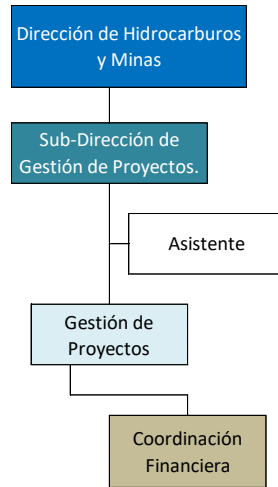 Dirección de Hidrocarburos
y Minas
Sub-Dirección de
Gestión de Proyectos.
Asistente
Gestión de
Proyectos
Coordinación
Financiera